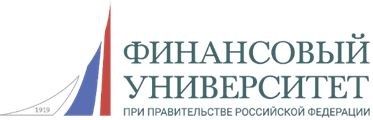 ФИНАНСОВЫЙ
УНИВЕРСИТЕТ
ПРИ ПРАВИТЕЛЬСТВЕ РОССИЙСКОЙ ФЕДЕРАЦИИ
1919